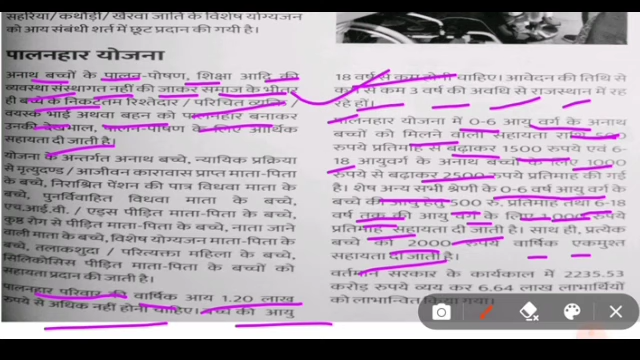 सहरिया/ कथौड़ी/ खैरवा जाति के विशेष योग्यजन
को आय संबंधी शर्त में छूट प्रदान की गयी है।
पालनहार योजना
अनाथ बच्चों के पालन-पोषण, शिक्षा आदि की
व्यवस्था संस्थागत नहीं की जाकर समाज के भीतर
ही बच्चे के निकटतम रिश्तेदार / परिचित व्यक्ति /
वयस्क भाई अथवा बहन को पालनहार बनाकर
उनकी देखभाल, पालन-पोषण के लिए आर्थिक
सहायता दी जाती है।
योजना के अन्तर्गत अनाथ बच्चे, न्यायिक प्रक्रिया
से मृत्युदण्ड / आजीवन कारावास प्राप्त माता-पिता
के बच्चे, निराश्रित पेंशन की पात्र विधवा माता के
बच्चे, पुनर्विवाहित विधवा माता के बच्चे,
एच.आई.वी. / एड्स पीड़ित माता-पिता के बच्चे,
कुष्ठ रोग से पीड़ित माता-पिता के बच्चे, नाता जाने
वाली माता के बच्चे, विशेष योग्यजन माता-पिता के
बच्चे, तलाकशुदा / परित्यक्ता महिला के बच्चे,
सिलिकोसिस पीड़ित माता-पिता के बच्चों को
सहायता प्रदान की जाती है।
पालनहार परिवार की वार्षिक आय 1.20 लाख
रुपये से अधिक नहीं होनी चाहिए। बच्चे की आयु
18 वर्ष से कम होनी चाहिए। आवेदन की तिथि से
कम से कम 3 वर्ष की अवधि से राजस्थान में रह
रहे हों।
पालनहार योजना में 0-6 आयु वर्ग के अनाथ
बच्चों को मिलने वाली सहायता राशि 500
रुपये प्रतिमाह से बढ़ाकर 1500 रुपये एवं 6-
18 आयुवर्ग के अनाथ बच्चों के लिए 1000
रुपये से बढ़ाकर 2500 रुपये प्रतिमाह की गई
है। शेष अन्य सभी श्रेणी के 0-6 वर्ष आयु वर्ग के
बच्चे की आयु हेतु 500 रु. प्रतिमाह तथा 6-18
वर्ष तक की आयु वर्ग के लिए 1,000 रुपये
प्रतिमाह सहायता दी जाती है। साथ ही, प्रत्येक
बच्चे को 2000 रुपये वार्षिक एकमुश्त
सहायता दी जाती है।
वर्तमान सरकार के कार्यकाल में 2235.53
करोड़ रुपये व्यय कर 6.64 लाख लाभार्थियों
को लाभान्वित किया गया।